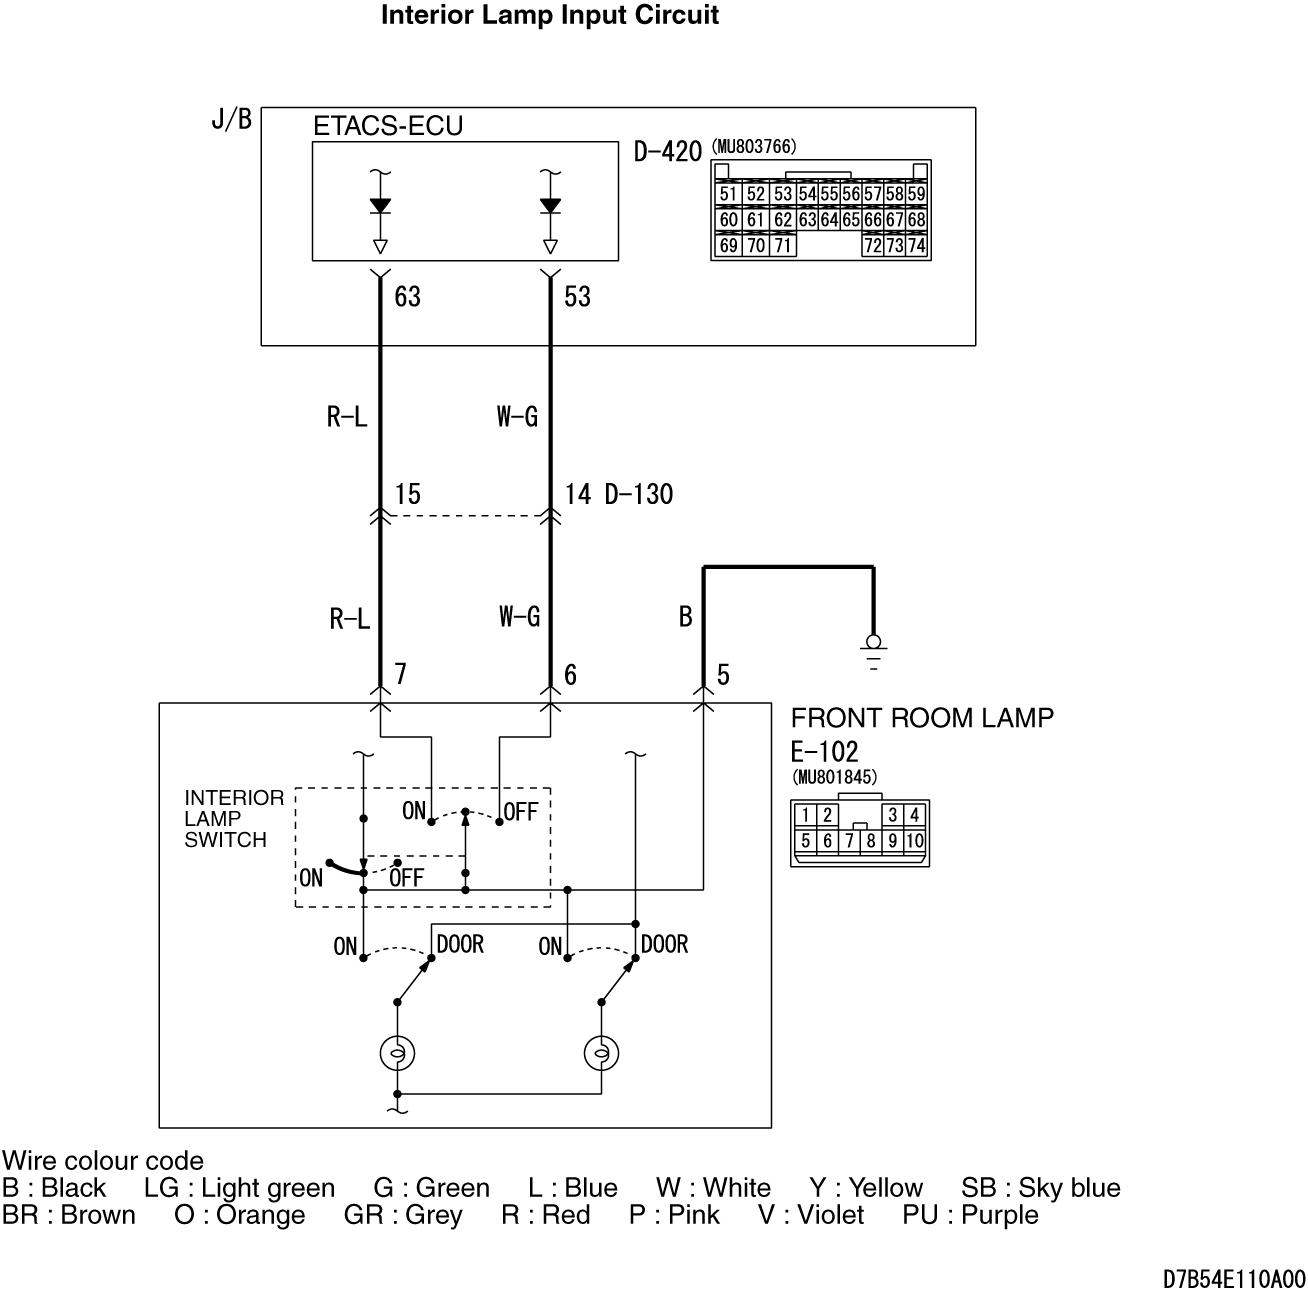 Interior Lamp Input Circuit
J/B
ETACS-ECU
D-420 (MU803766)
51 52 53 54 55 56 57 58 59
60 61 62 63 64 65 66 67 68
69 70 71 72 73 74
63 53
R-L W-G
15 14 D-130
R-L W-G B
7 6 5
FRONT ROOM LAMP
E-102
(MU801845)
1 2 3 4
5 6 7 8 9 10
INTERIOR
LAMP
SWITCH
ON OFF
ON OFF
ON DOOR ON DOOR
Wire colour code
B : Black LG : Light green G : Green L : Blue W : White Y : Yellow SB : Sky blue
BR : Brown O : Orange GR : Grey R : Red P : Pink V : Violet PU : Purple
D7B54E110A00